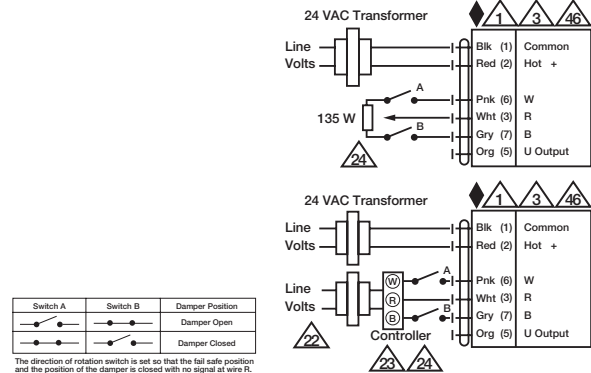 24 VAC Transformer
1 3 46
Line
Volts
Blk (1) Common
Red (2) Hot +
A
Pnk (6) W
135 W
Wht (3) R
B
Gry (7) B
Org (5) U Output
24
24 VAC Transformer
1 3 46
Line
Volts
Blk (1) Common
Red (2) Hot +
A
W
Pnk (6) W
Line
Volts
R
Wht (3) R
B
B
Gry (7) B
Controller
Org (5) U Output
22
23 24
Switch A Switch B Damper Position
Damper Open
Damper Closed
The direction of rotation switch is set so that the fail safe position
and the position of the damper is closed with no signal at wire R.